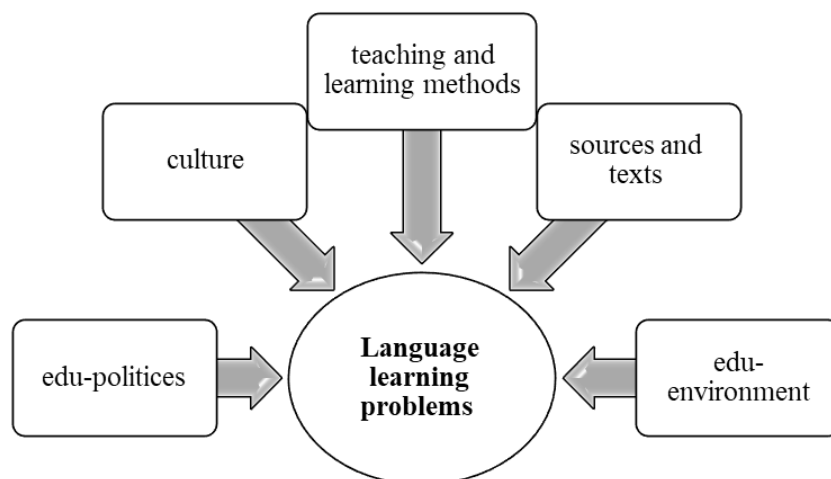 teaching and
learning methods
culture
sources and
texts
edu-politices
Language
learning
problems
edu-
environment